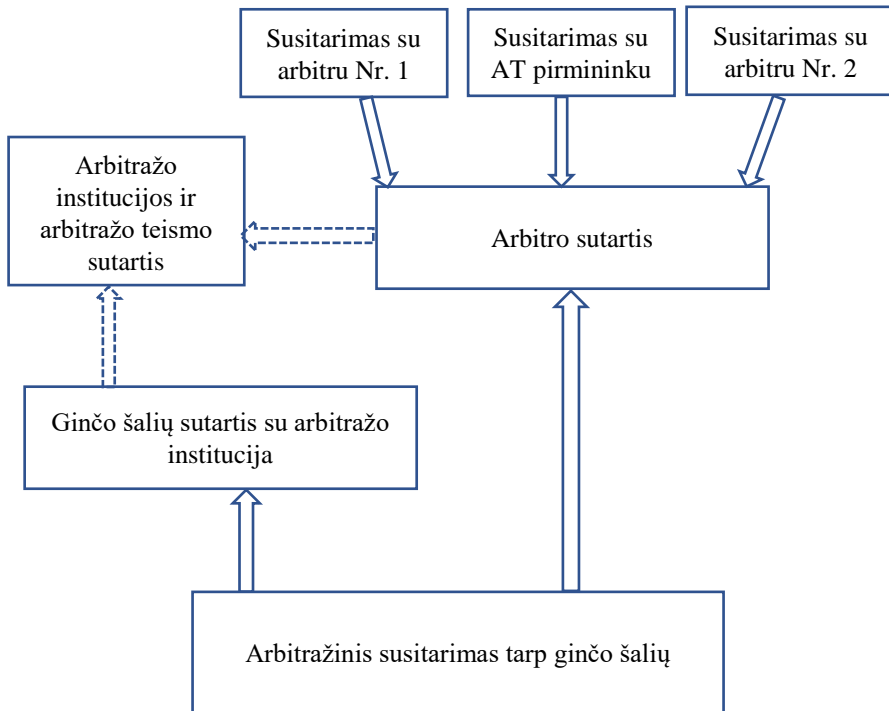 Susitarimas su
arbitru Nr. 1
Susitarimas su
AT pirmininku
Susitarimas su
arbitru Nr. 2
Arbitražo
institucijos ir
arbitražo teismo
sutartis
Arbitro sutartis
Ginčo šalių sutartis su arbitražo
institucija
Arbitražinis susitarimas tarp ginčo šalių